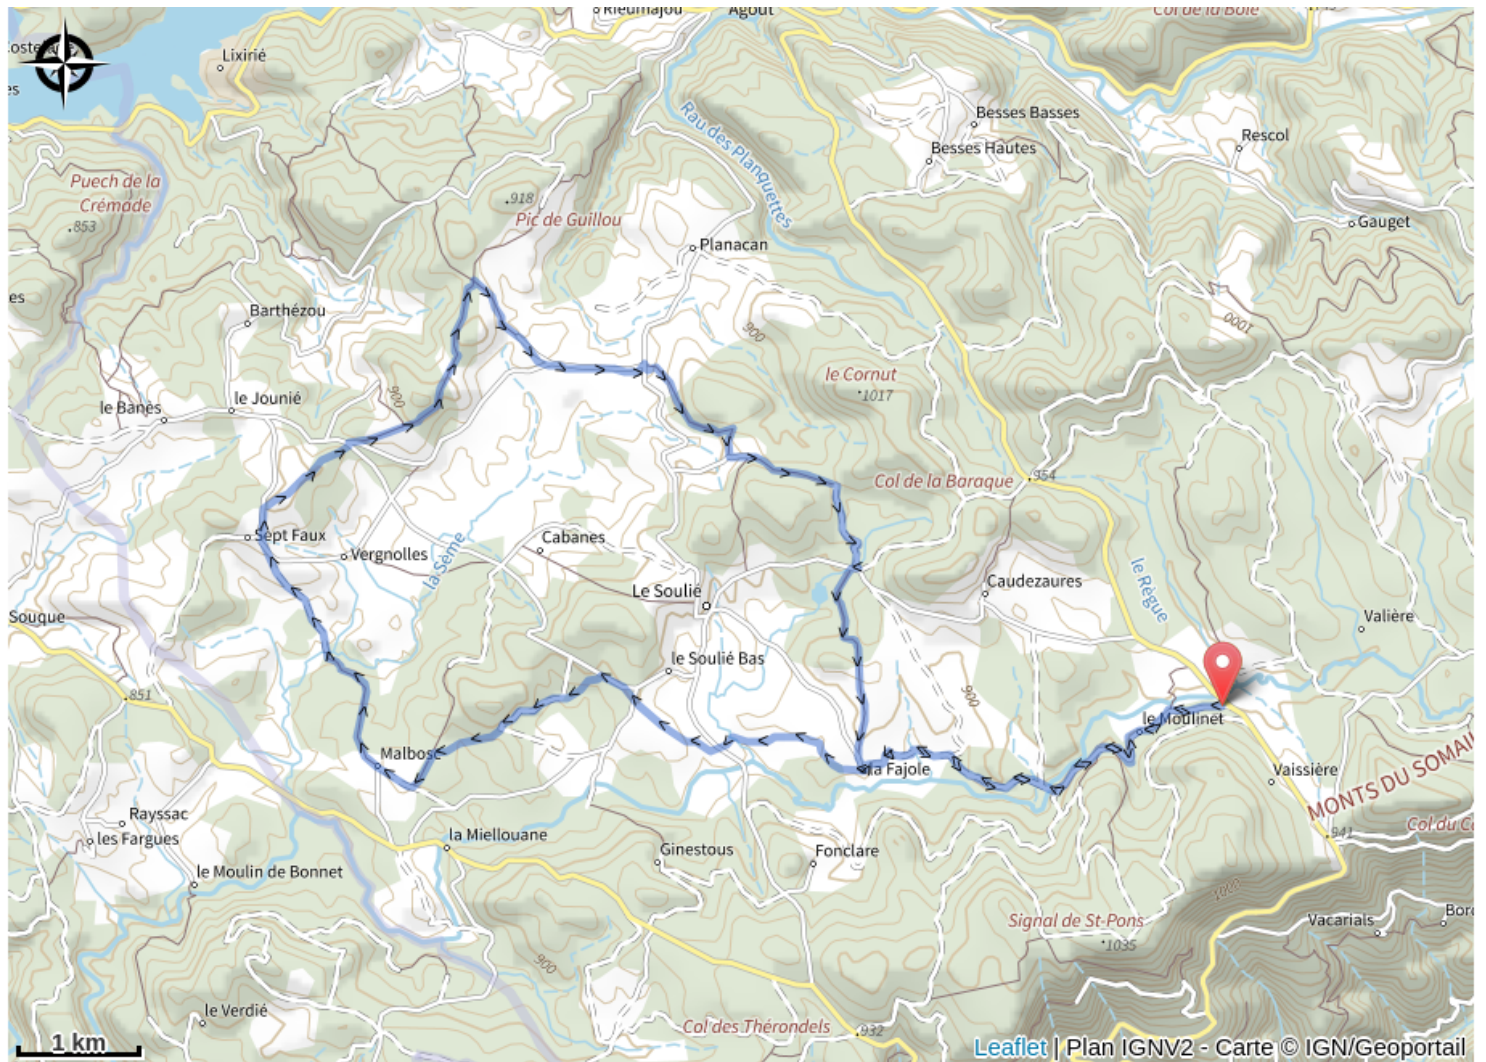 Rieumajou
Agout
Col de la Bole
Lixirié
es
Besses Basses
Rau des Planquettes
Rescol
Besses Hautes
Puech de la
Crémade
918
Pic de Guillou
853
Gauget
Planacan
es
Barthézou
1000
900
le Cornut
1017
900
le Jounié
le Banès
954
Col de la Baraque
Sept Faux
Cabanes
Vergnolles
la Sème
le Règue
Caudezaures
Le Soulié
Souque
Valière
le Soulié Bas
900
851
le Moulinet
Malbosc
la Fajole
Vaissière
MONTS DU SOMAIL
Rayssac
les Fargues
la Miellouane
941
Ginestous
Fonclare
le Moulin de Bonnet
1000
Signal de St-Pons
1035
Vacarials
900
le Verdié
Col des Thérondels
932
1 km
Leaflet | Plan IGNV2 - Carte © IGN/Geoportail